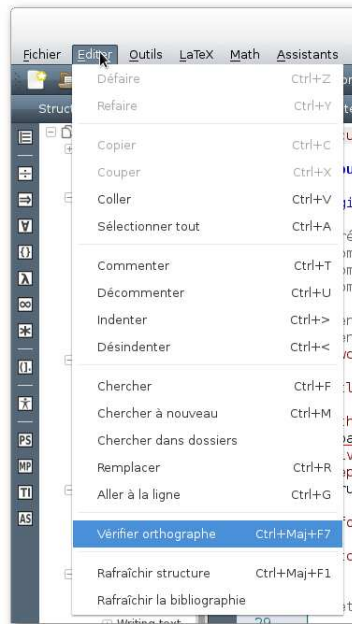 Fichier Editer Outils LaTeX Math Assistants
Défaire Ctrl+Z
Struct
Refaire Ctrl+Y
Copier Ctrl+C
Couper Ctrl+X
Coller Ctrl+V
Sélectionner tout Ctrl+A
Commenter Ctrl+T
Décommenter Ctrl+U
Indenter Ctrl+>
Désindenter Ctrl+<
Chercher Ctrl+F
Chercher à nouveau Ctrl+M
Chercher dans dossiers
Remplacer Ctrl+R
Aller à la ligne Ctrl+G
Vérifier orthographe Ctrl+Maj+F7
Rafraîchir structure Ctrl+Maj+F1
Rafraîchir la bibliographie
PS
MP
TI
AS
Writing text 29